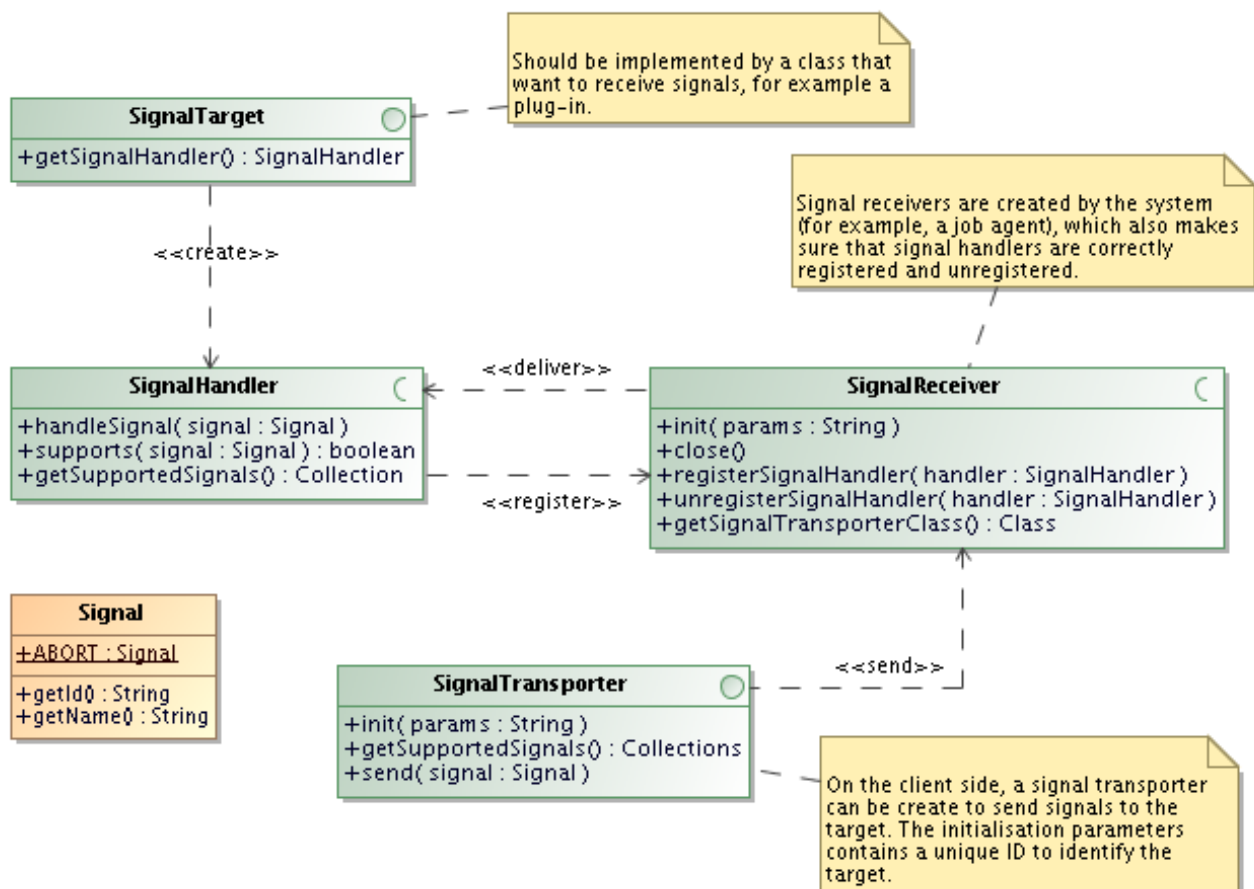 Should be implemented by a class that
want to receive signals, for example a
plug-in.
SignalTarget
+getSignalHandler() : SignalHandler
Signal receivers are created by the system
(for example, a job agent), which also makes
sure that signal handlers are correctly
registered and unregistered.
<<create>>
SignalHandler
+handleSignal( signal : Signal )
+supports( signal : Signal ) : boolean
+getSupportedSignals() : Collection
<<deliver>>
<<register>>
SignalReceiver
+init( params : String )
+close()
+registerSignalHandler( handler : SignalHandler )
+unregisterSignalHandler( handler : SignalHandler )
+getSignalTransporterClass() : Class
Signal
+ABORT : Signal
+getId() : String
+getName() : String
<<send>>
SignalTransporter
+init( params : String )
+getSupportedSignals() : Collections
+send( signal : Signal )
On the client side, a signal transporter
can be create to send signals to the
target. The initialisation parameters
contains a unique ID to identify the
target.